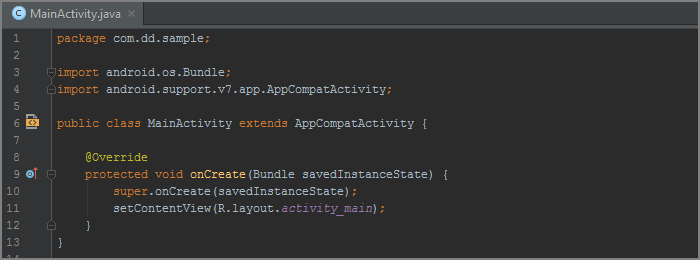 MainActivity.java
1 package com.dd.sample;
2
3 import android.os.Bundle;
4 import android.support.v7.app.AppCompatActivity;
5
6 public class MainActivity extends AppCompatActivity {
7
8 @Override
9 protected void onCreate(Bundle savedInstanceState) {
10 super.onCreate(savedInstanceState);
11 setContentView(R.layout.activity_main);
12 }
13 }